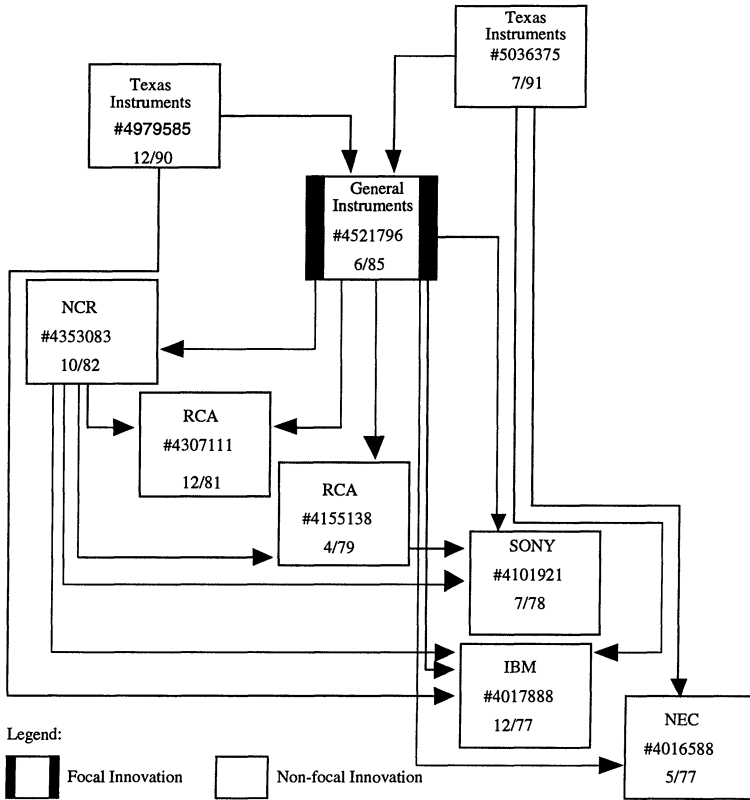 Texas
Instruments
#5036375
7/91
Texas
Instruments
#4979585
12/90
General
Instruments
#4521796
6/85
NCR
#4353083
10/82
RCA
#4307111
12/81
RCA
#4155138
4/79
SONY
#4101921
7/78
IBM
#4017888
12/77
NEC
#4016588
5/77
Legend:
Focal Innovation
Non-focal Innovation